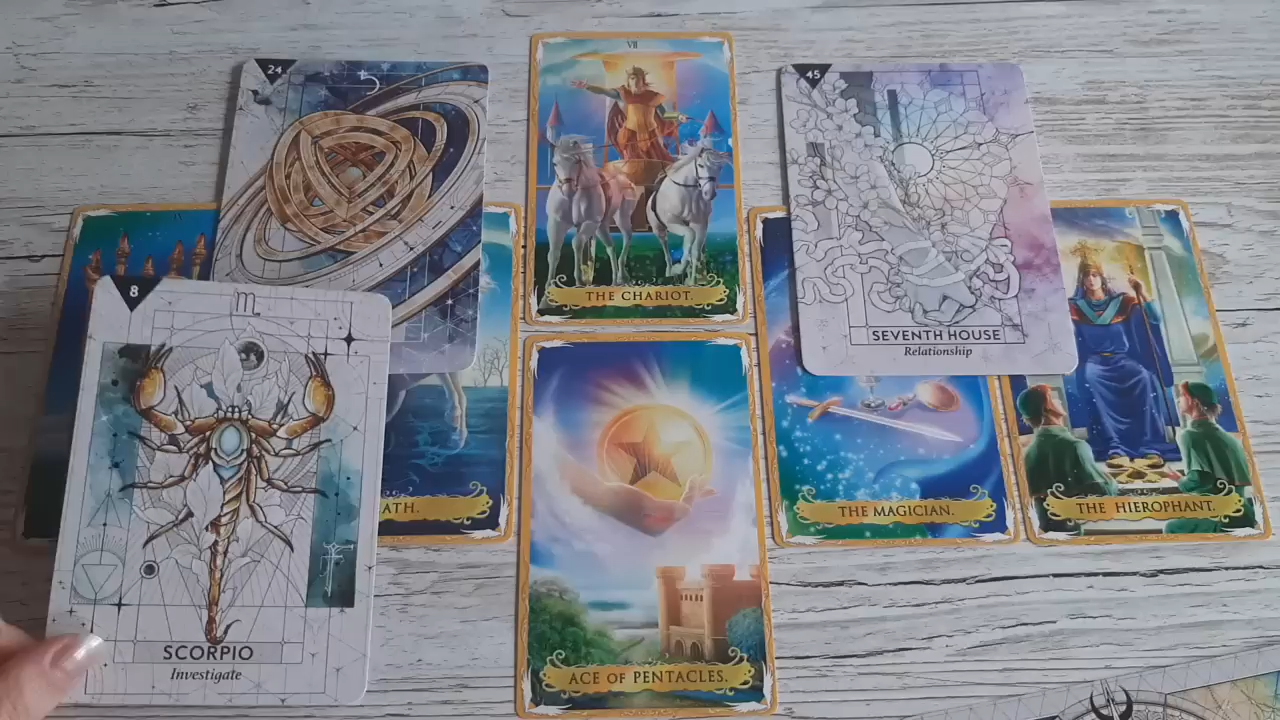 24
VII
THE CHARIOT.
45
SEVENTH HOUSE
Relationship
8
SCORPIO
Investigate
ATH.
ACE OF PENTACLES.
THE MAGICIAN.
THE HIEROPHANT.